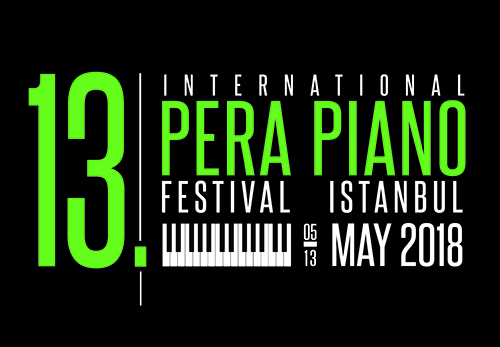 13.
INTERNATIONAL
PERA PIANO
FESTIVAL ISTANBUL
05
13
MAY 2018